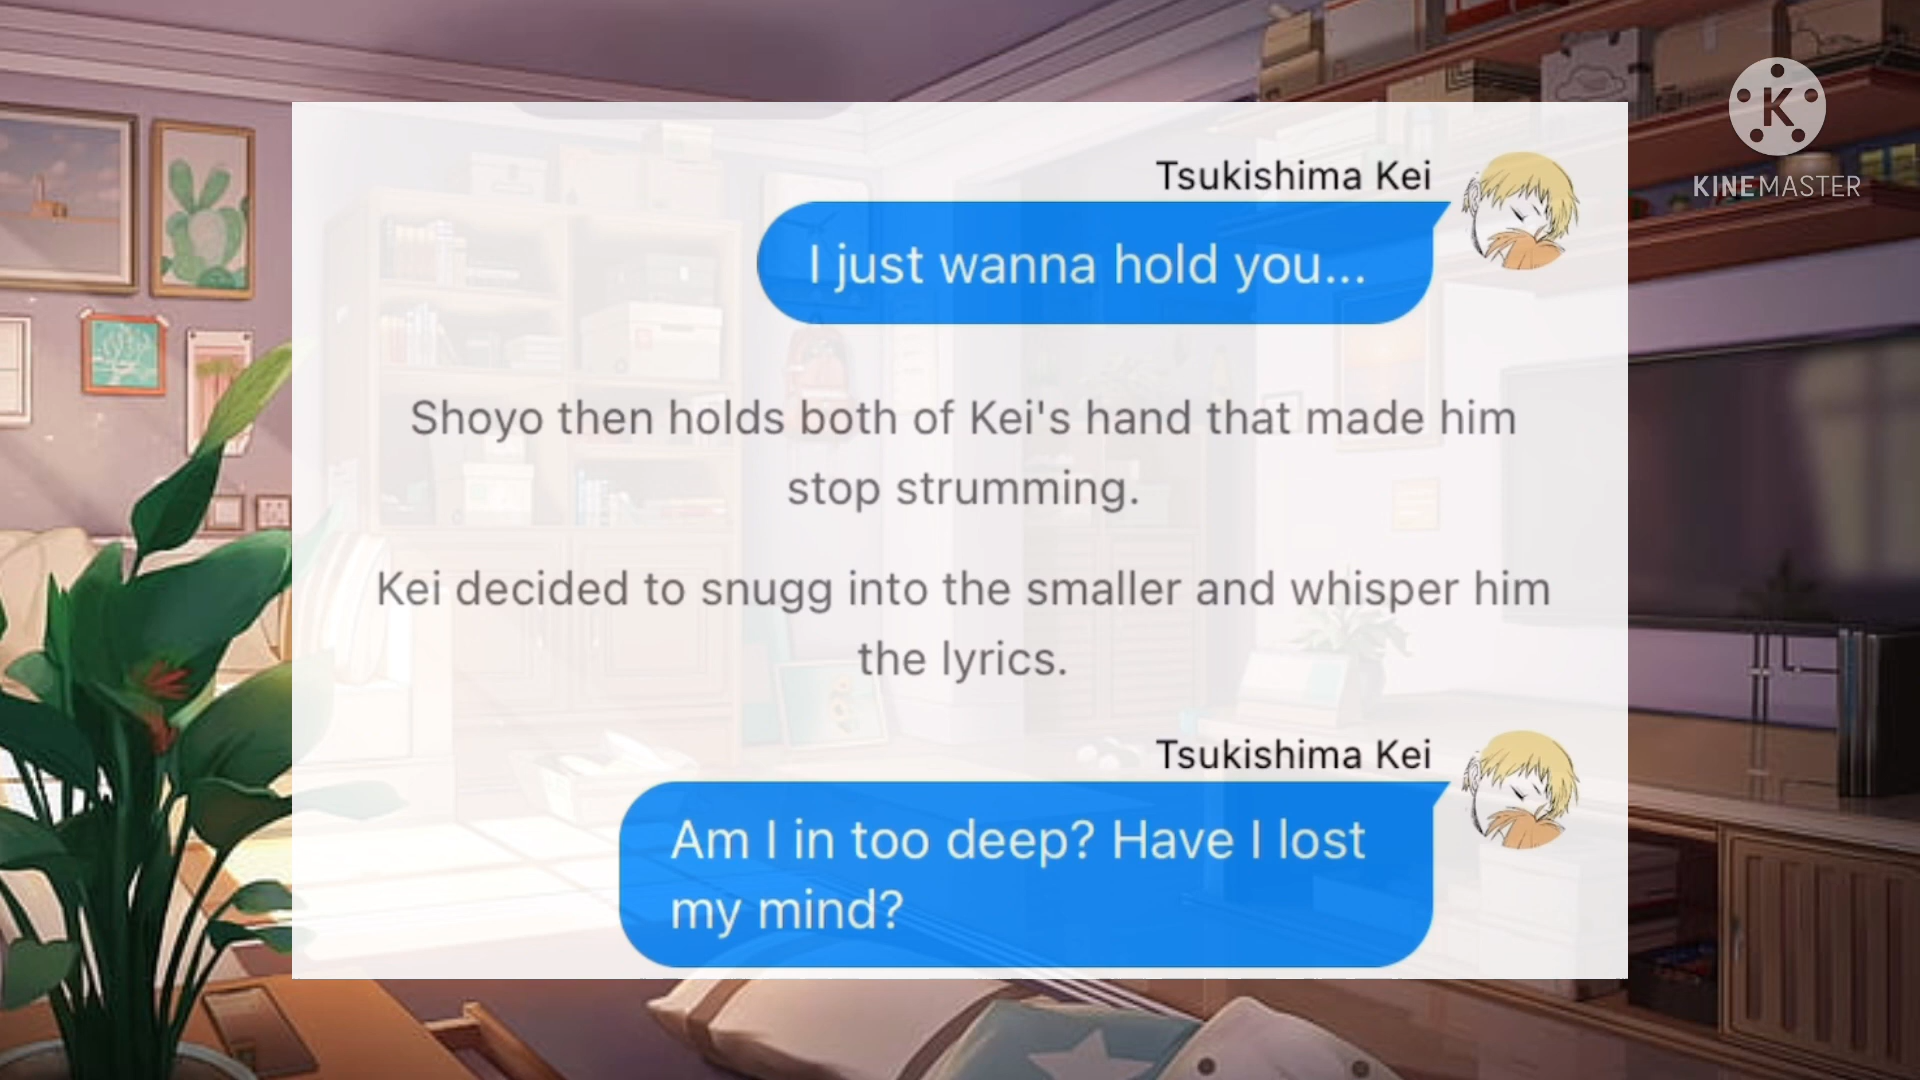 K
KINEMASTER
Tsukishima Kei
I just wanna hold you...
Shoyo then holds both of Kei's hand that made him
stop strumming.
Kei decided to snugg into the smaller and whisper him
the lyrics.
Tsukishima Kei
Am I in too deep? Have I lost
my mind?